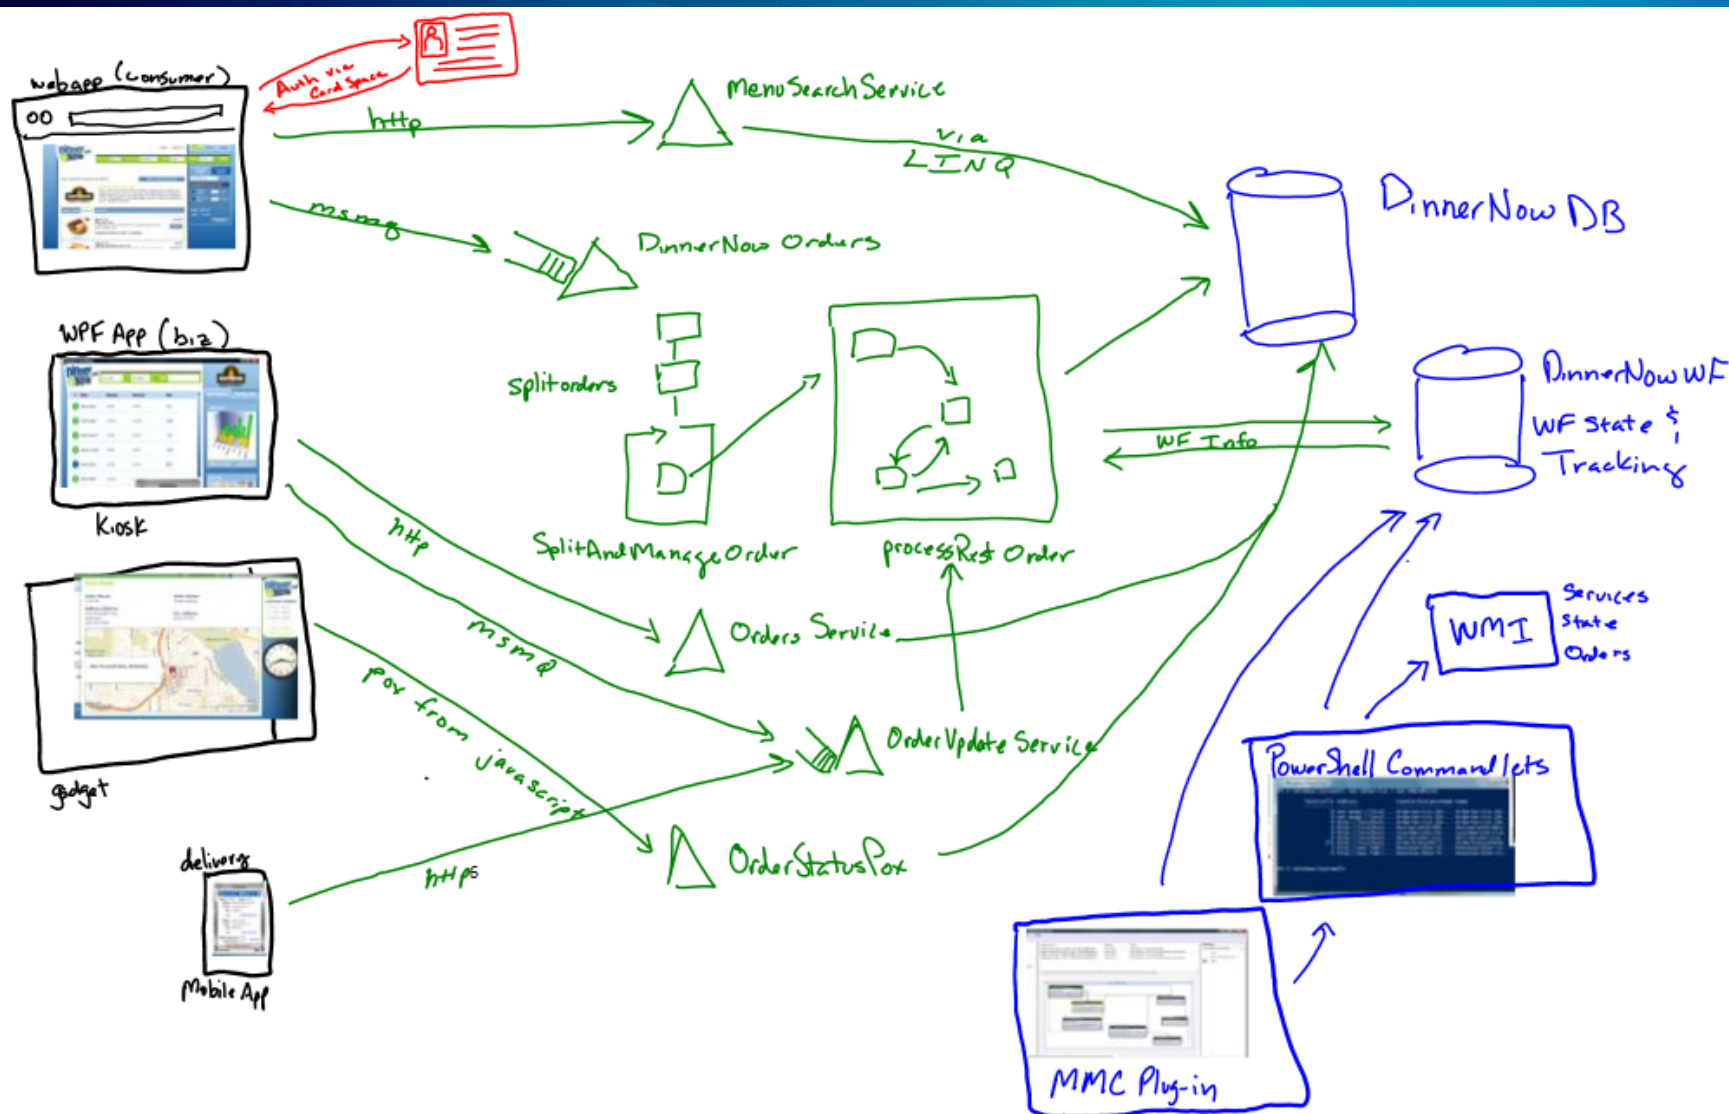 webapp (consumer)
Auth via
Card Space
http
MenuSearchService
via
LINQ
DinnerNow DB
msmq
DinnerNow Orders
WPF App (biz)
Kiosk
splitorders
SplitAndManageOrder
processRest Order
WF Info
DinnerNowWF
WF State &
Tracking
http
msmQ
Orders Service
WMI
Services
State
Orders
pox from javascript
OrderUpdate Service
gadget
PowerShell Commandlets
delivery
https
OrderStatusPox
Mobile App
MMC Plug-in